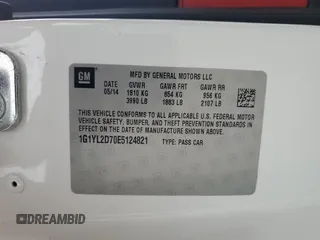 GM
MFD BY GENERAL MOTORS LLC
DATE GVWR GAWR FRT GAWR RR
05/14 1810 KG 854 KG 956 KG
3990 LB 1883 LB 2107 LB
THIS VEHICLE CONFORMS TO ALL APPLICABLE U.S. FEDERAL MOTOR
VEHICLE SAFETY, BUMPER, AND THEFT PREVENTION STANDARDS IN
EFFECT ON THE DATE OF MANUFACTURE SHOWN ABOVE.
1G1YL2D70E5124821 TYPE: PASS CAR
DREAMBID